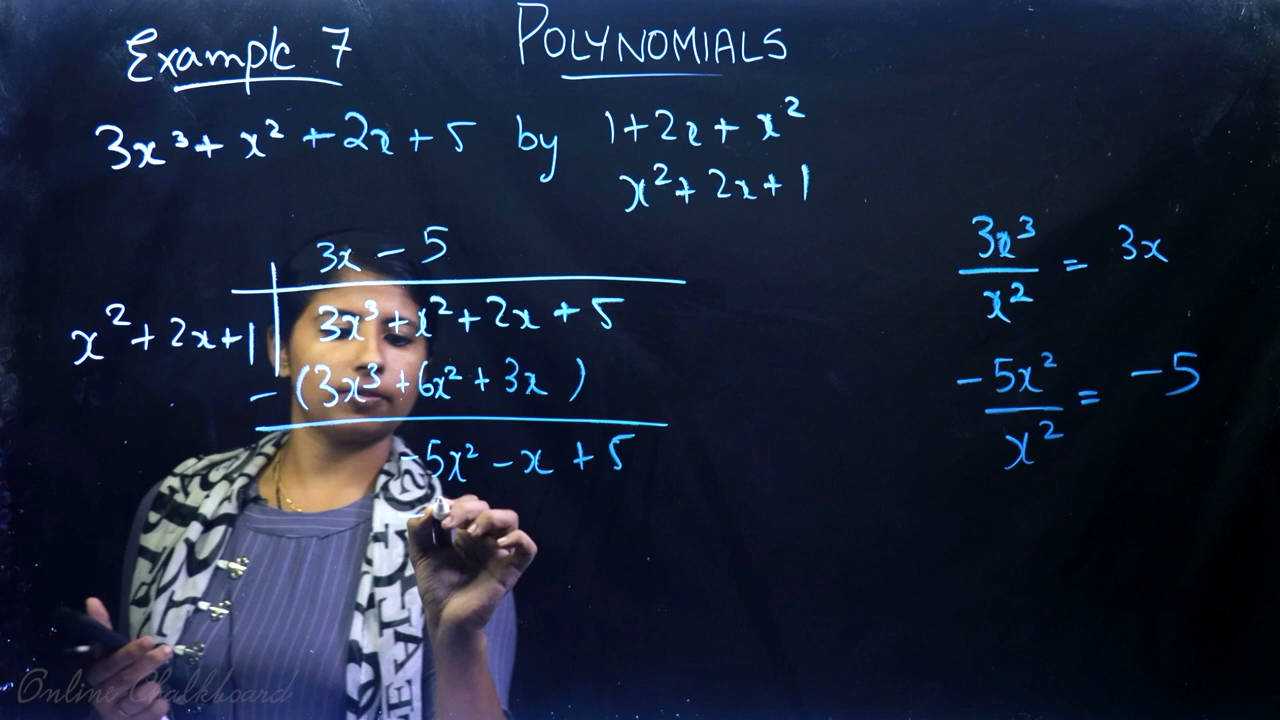 Example 7
POLYNOMIALS
3x³ + x² + 2x + 5 by 1 + 2x + x²
x² + 2x + 1
3x - 5
x² + 2x + 1 | 3x³ + x² + 2x + 5
- (3x³ + 6x² + 3x )
-5x² - x + 5
3x³/x² = 3x
-5x²/x² = -5
Online Chalkboard